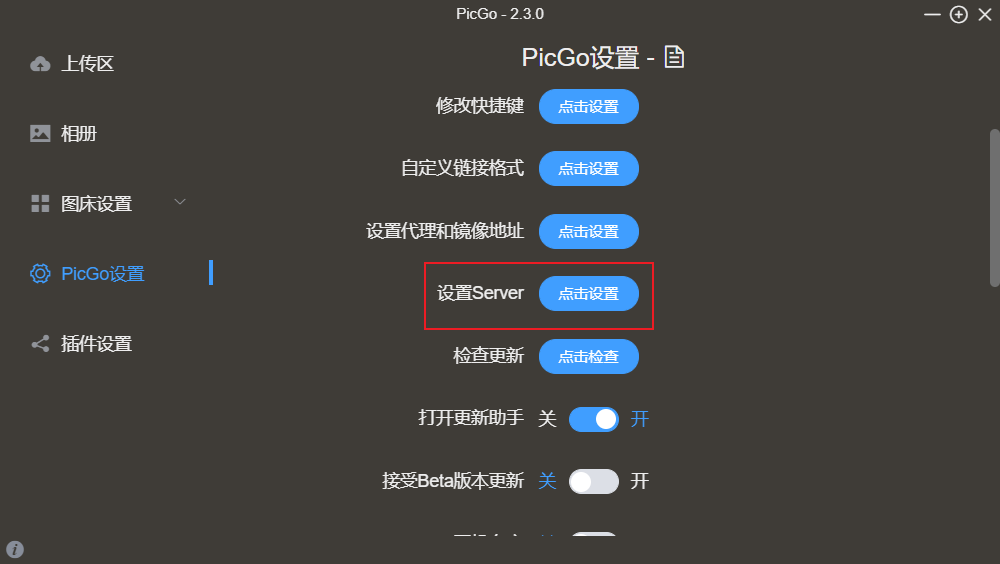 PicGo - 2.3.0
PicGo设置 -
上传区
相册
图床设置
PicGo设置
插件设置
修改快捷键 点击设置
自定义链接格式 点击设置
设置代理和镜像地址 点击设置
设置Server 点击设置
检查更新 点击检查
打开更新助手 关 开
接受Beta版本更新 关 开